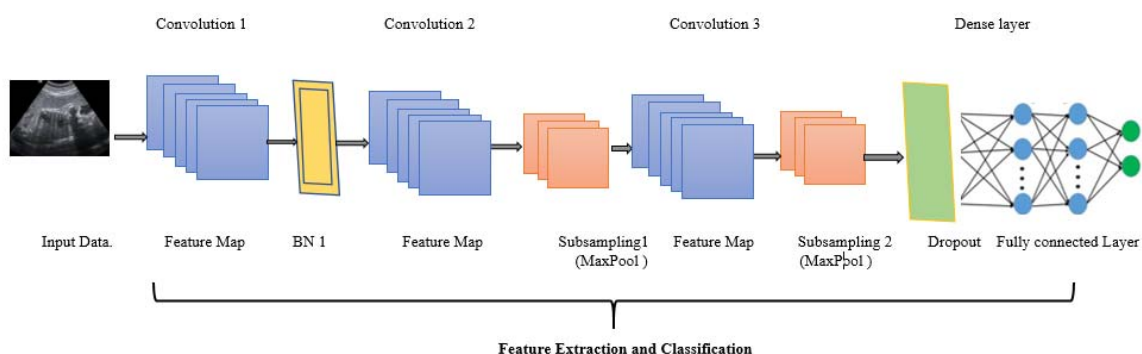 Convolution 1 Convolution 2 Convolution 3 Dense layer
Input Data. Feature Map BN 1 Feature Map Subsampling1 Feature Map Subsampling 2 Dropout Fully connected Layer
(MaxPool ) (MaxPool )
Feature Extraction and Classification